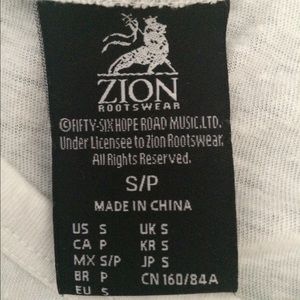 ZION
ROOTSWEAR
©FIFTY-SIX HOPE ROAD MUSIC.LTD.
Under Licensee to Zion Rootswear
All Rights Reserved.
S/P
MADE IN CHINA
US S UK S
CA P KR S
MX S/P JP S
BR P CN 160/84A
EU S